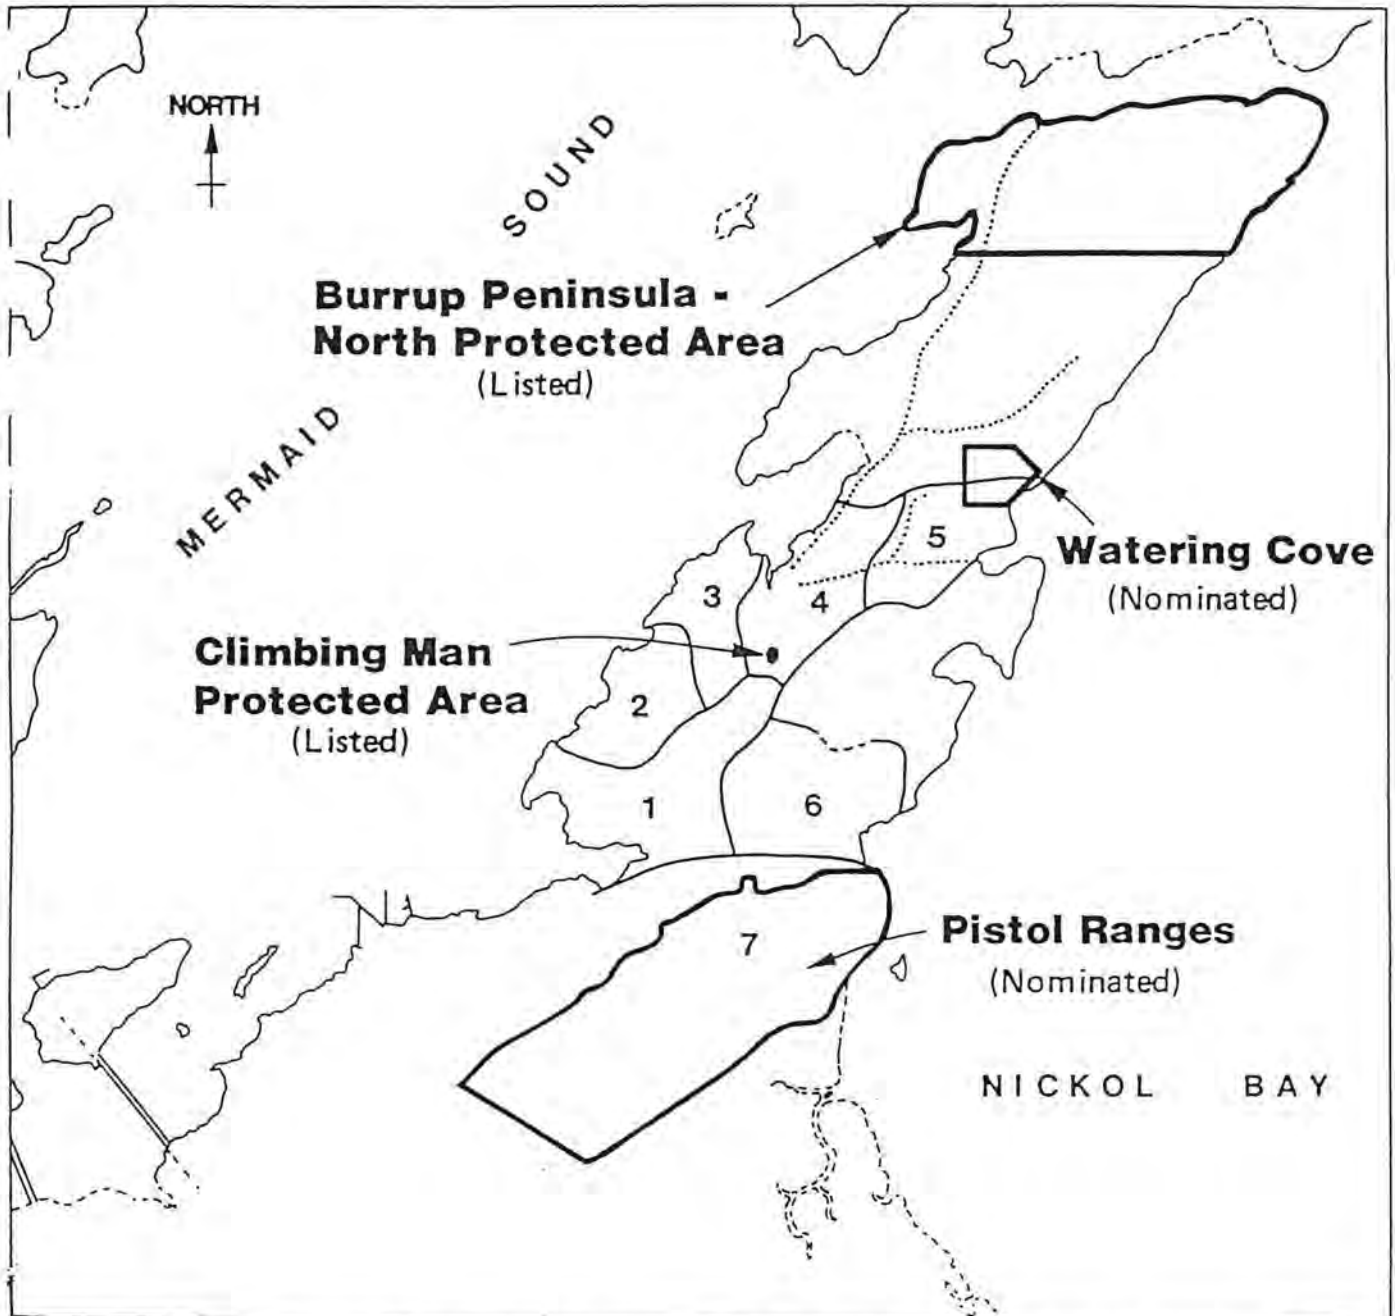 NORTH
SOUND
Burrup Peninsula -
North Protected Area
(Listed)
MERMAID
5
Watering Cove
(Nominated)
3
4
Climbing Man
Protected Area
(Listed)
2
1
6
7
Pistol Ranges
(Nominated)
NICKOL BAY